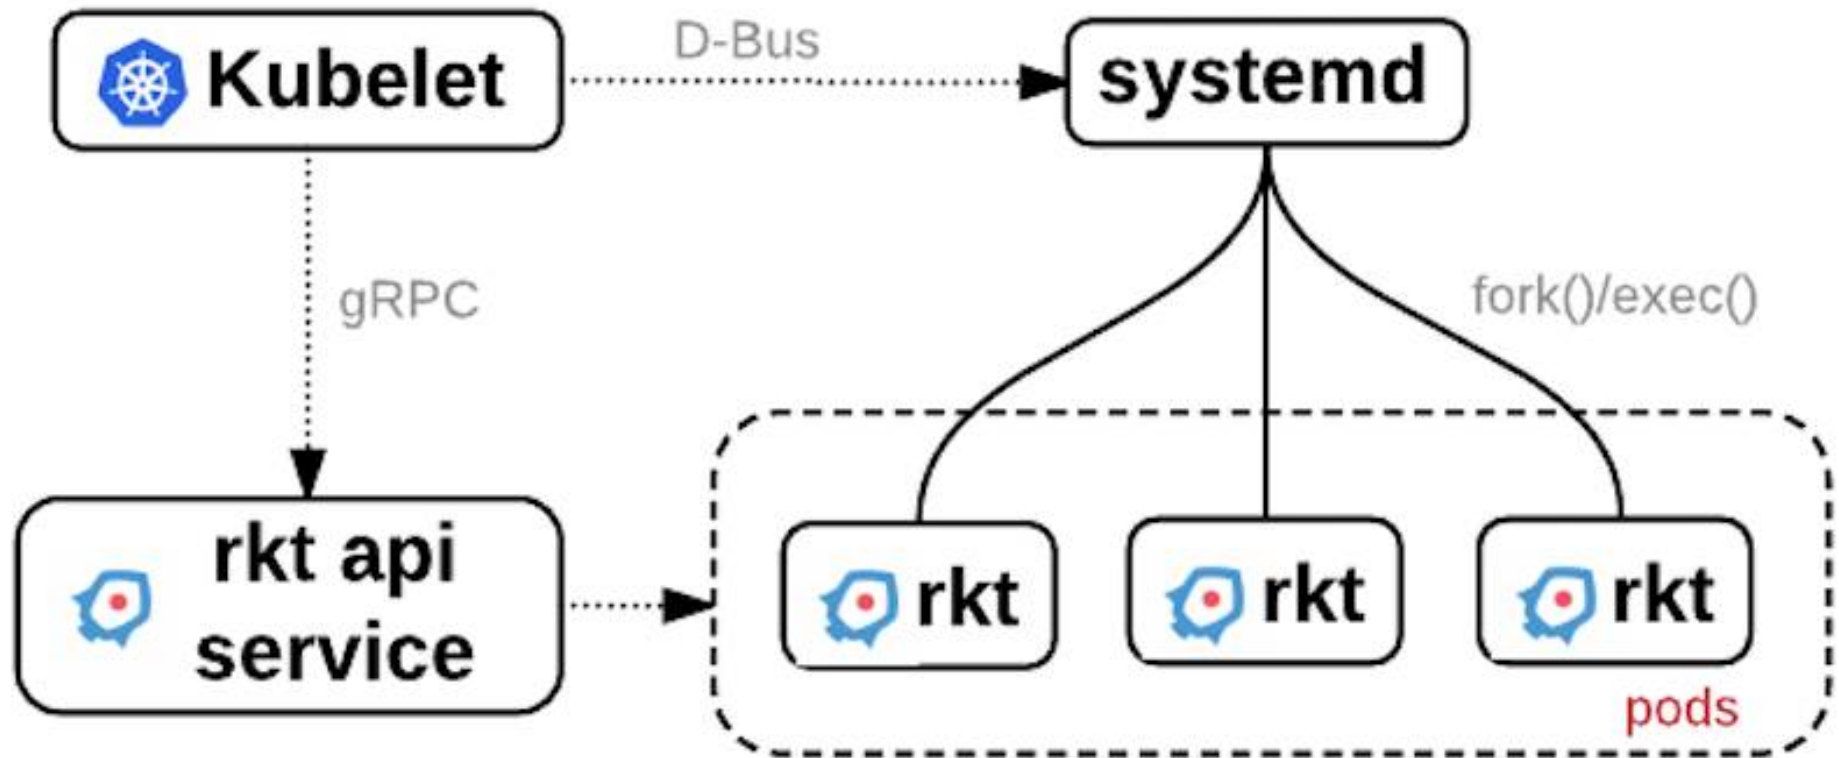 Kubelet
D-Bus
systemd
gRPC
fork()/exec()
rkt api
service
rkt
rkt
rkt
pods